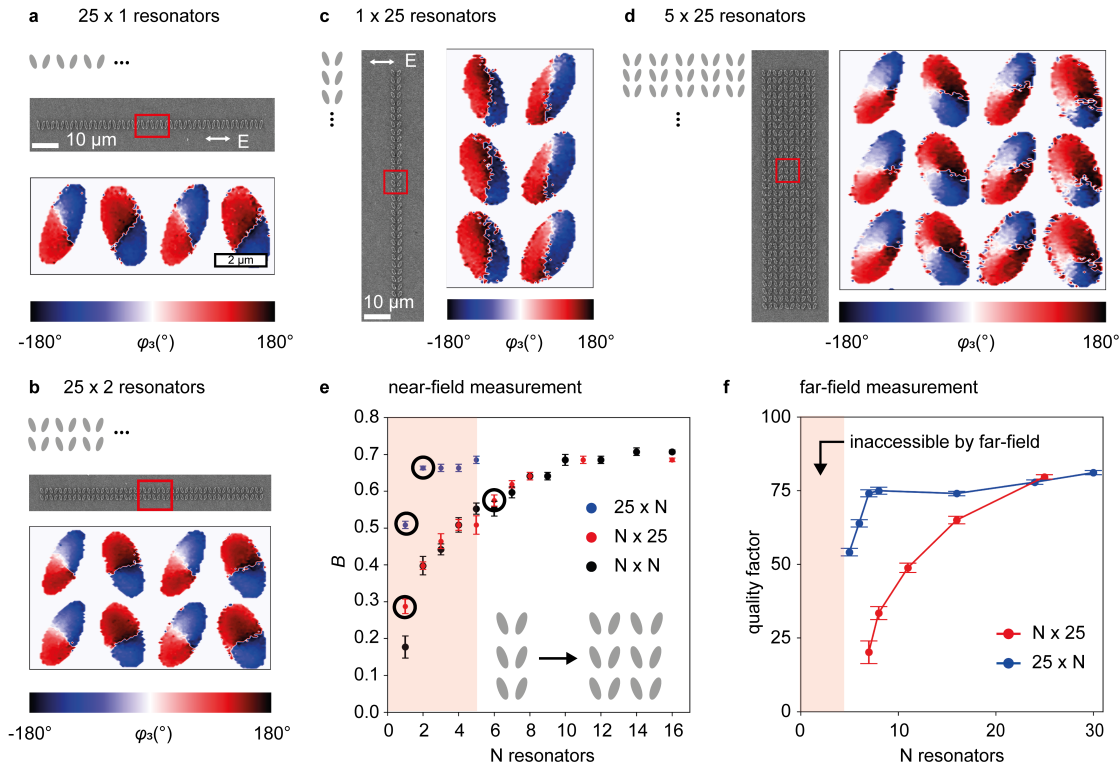 a 25 x 1 resonators
10 µm
E
2 µm
-180° φ₃(°) 180°
b 25 x 2 resonators
-180° φ₃(°) 180°
c 1 x 25 resonators
E
10 µm
-180° φ₃(°) 180°
d 5 x 25 resonators
-180° φ₃(°) 180°
e near-field measurement
B
0.8
0.7
0.6
0.5
0.4
0.3
0.2
0.1
0.0
25 x N
N x 25
N x N
0 2 4 6 8 10 12 14 16
N resonators
f far-field measurement
inaccessible by far-field
quality factor
100
75
50
25
0
N x 25
25 x N
0 10 20 30
N resonators